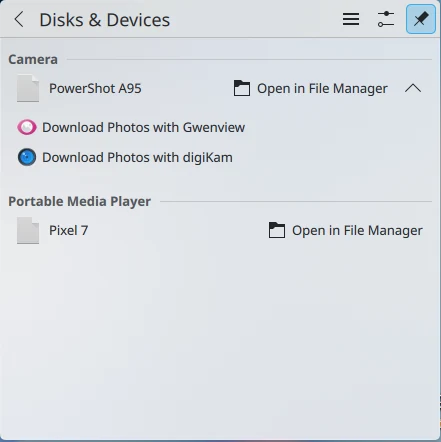 Disks & Devices
Camera
PowerShot A95 Open in File Manager
Download Photos with Gwenview
Download Photos with digiKam
Portable Media Player
Pixel 7 Open in File Manager